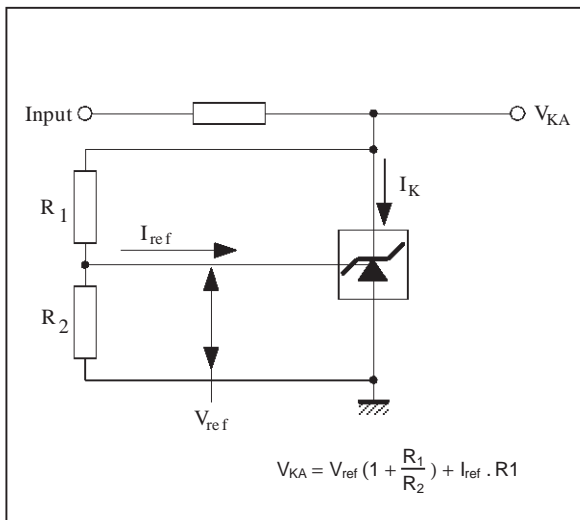 Input
V_KA
I_K
R_1
I_ref
R_2
V_ref
V_KA = V_ref (1 + R_1/R_2) + I_ref . R1